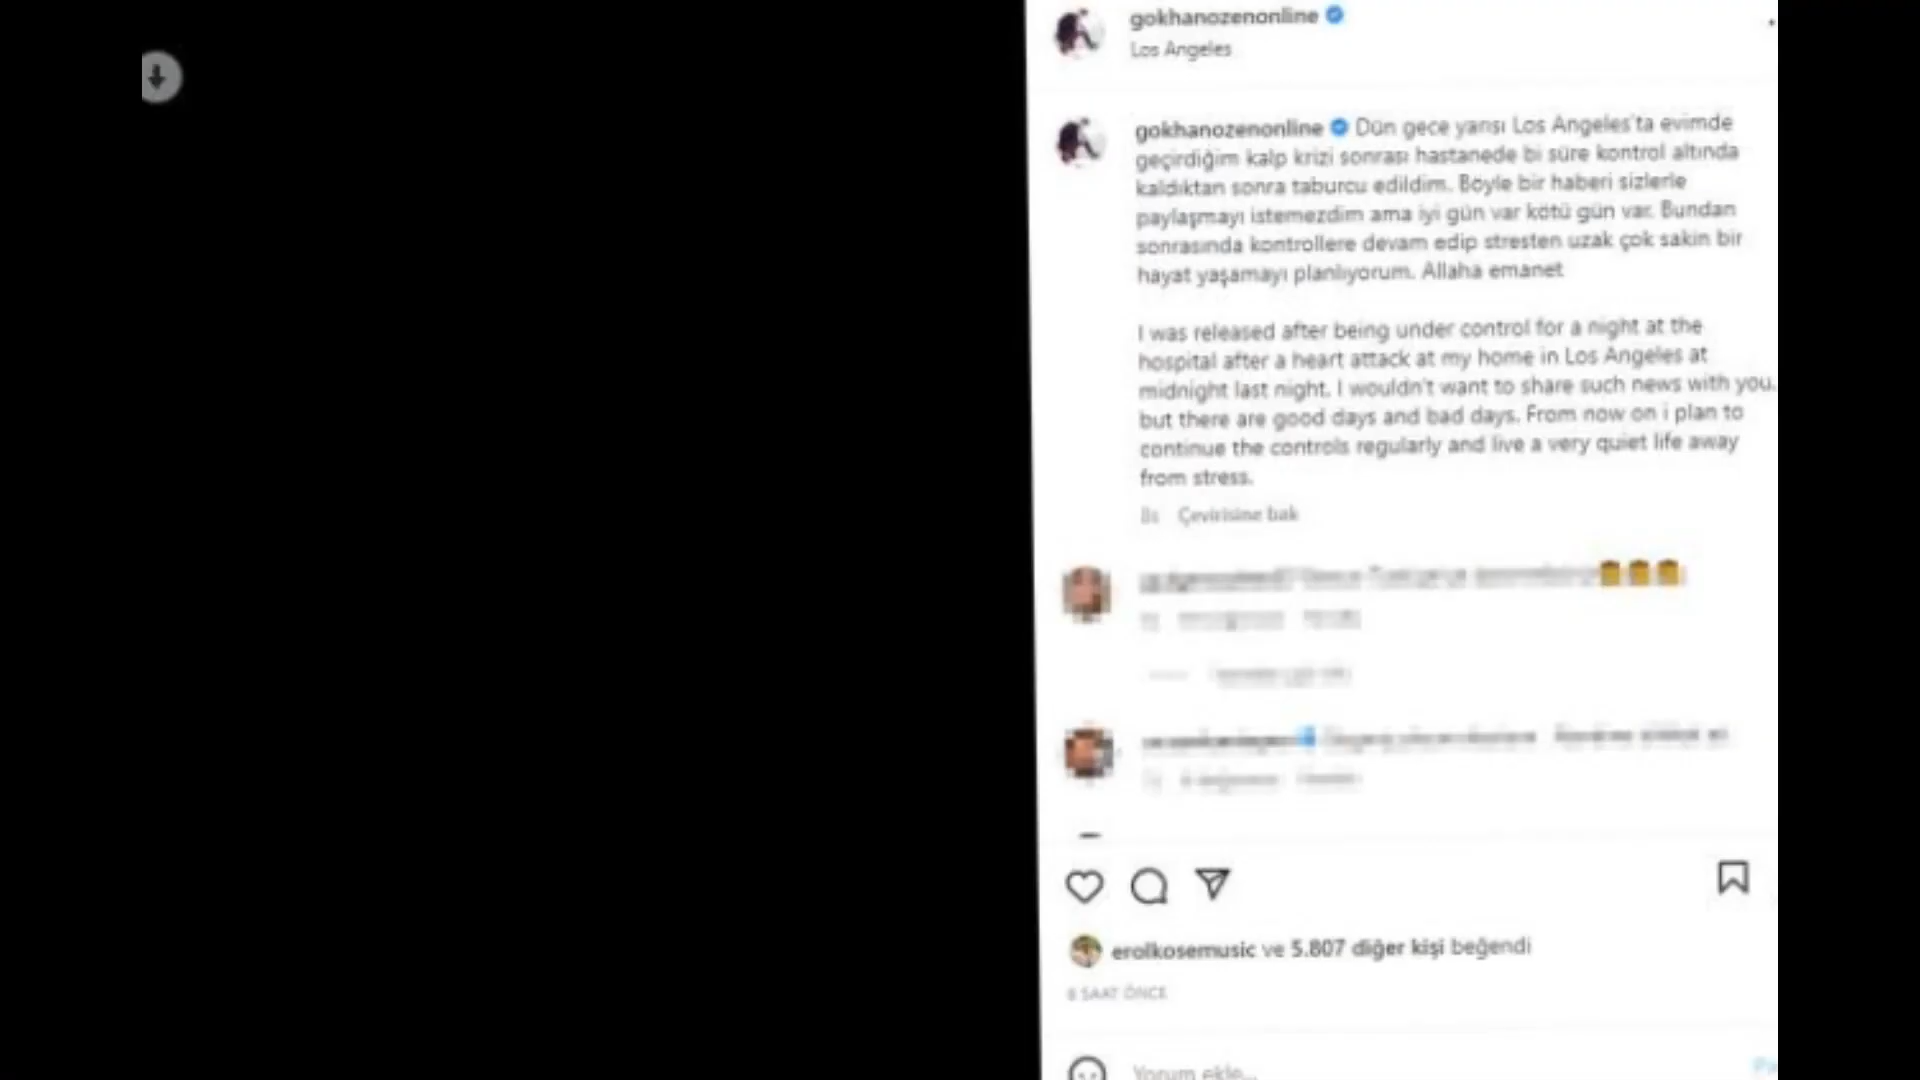 gokhanozenonline
Los Angeles
gokhanozenonline Dün gece yarısı Los Angeles'ta evimde
geçirdiğim kalp krizi sonrası hastanede bi süre kontrol altında
kaldıktan sonra taburcu edildim. Böyle bir haberi sizlerle
paylaşmayı istemezdim ama iyi gün var kötü gün var. Bundan
sonrasında kontrollere devam edip stresten uzak çok sakin bir
hayat yaşamayı planlıyorum. Allaha emanet
I was released after being under control for a night at the
hospital after a heart attack at my home in Los Angeles at
midnight last night. I wouldn't want to share such news with you,
but there are good days and bad days. From now on i plan to
continue the controls regularly and live a very quiet life away
from stress.
8s Çevirisine bak
erolkosemusic ve 5.807 diğer kişi beğendi
8 SAAT ÖNCE
Yorum ekle...